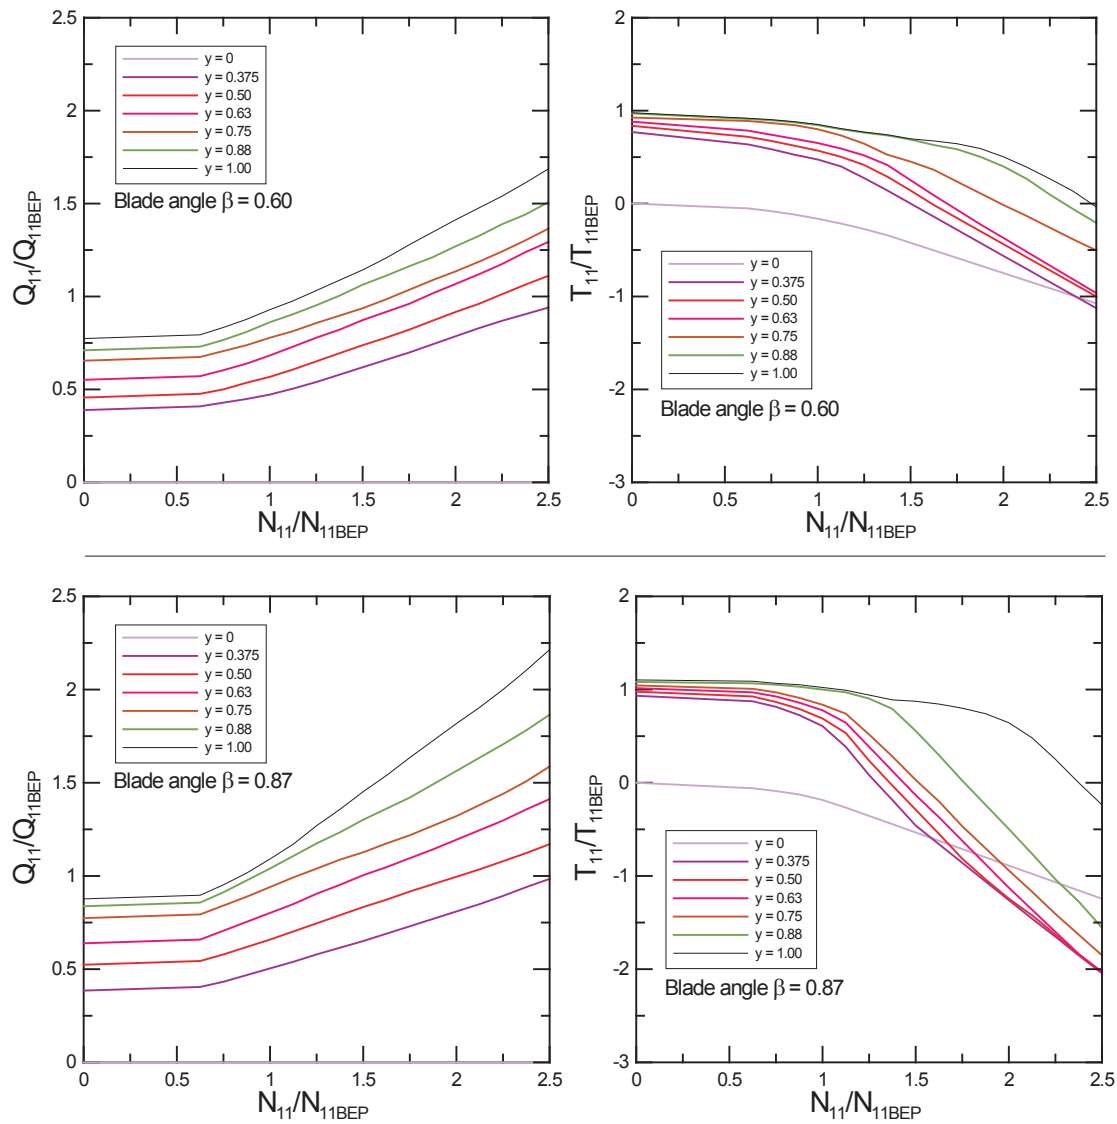 2.5
2
1.5
1
0.5
0
Q11/Q11BEP
y = 0
y = 0.375
y = 0.50
y = 0.63
y = 0.75
y = 0.88
y = 1.00
Blade angle β = 0.60
0 0.5 1 1.5 2 2.5
N11/N11BEP
2
1
0
-1
-2
-3
T11/T11BEP
y = 0
y = 0.375
y = 0.50
y = 0.63
y = 0.75
y = 0.88
y = 1.00
Blade angle β = 0.60
0 0.5 1 1.5 2 2.5
N11/N11BEP
2.5
2
1.5
1
0.5
0
Q11/Q11BEP
y = 0
y = 0.375
y = 0.50
y = 0.63
y = 0.75
y = 0.88
y = 1.00
Blade angle β = 0.87
0 0.5 1 1.5 2 2.5
N11/N11BEP
2
1
0
-1
-2
-3
T11/T11BEP
y = 0
y = 0.375
y = 0.50
y = 0.63
y = 0.75
y = 0.88
y = 1.00
Blade angle β = 0.87
0 0.5 1 1.5 2 2.5
N11/N11BEP